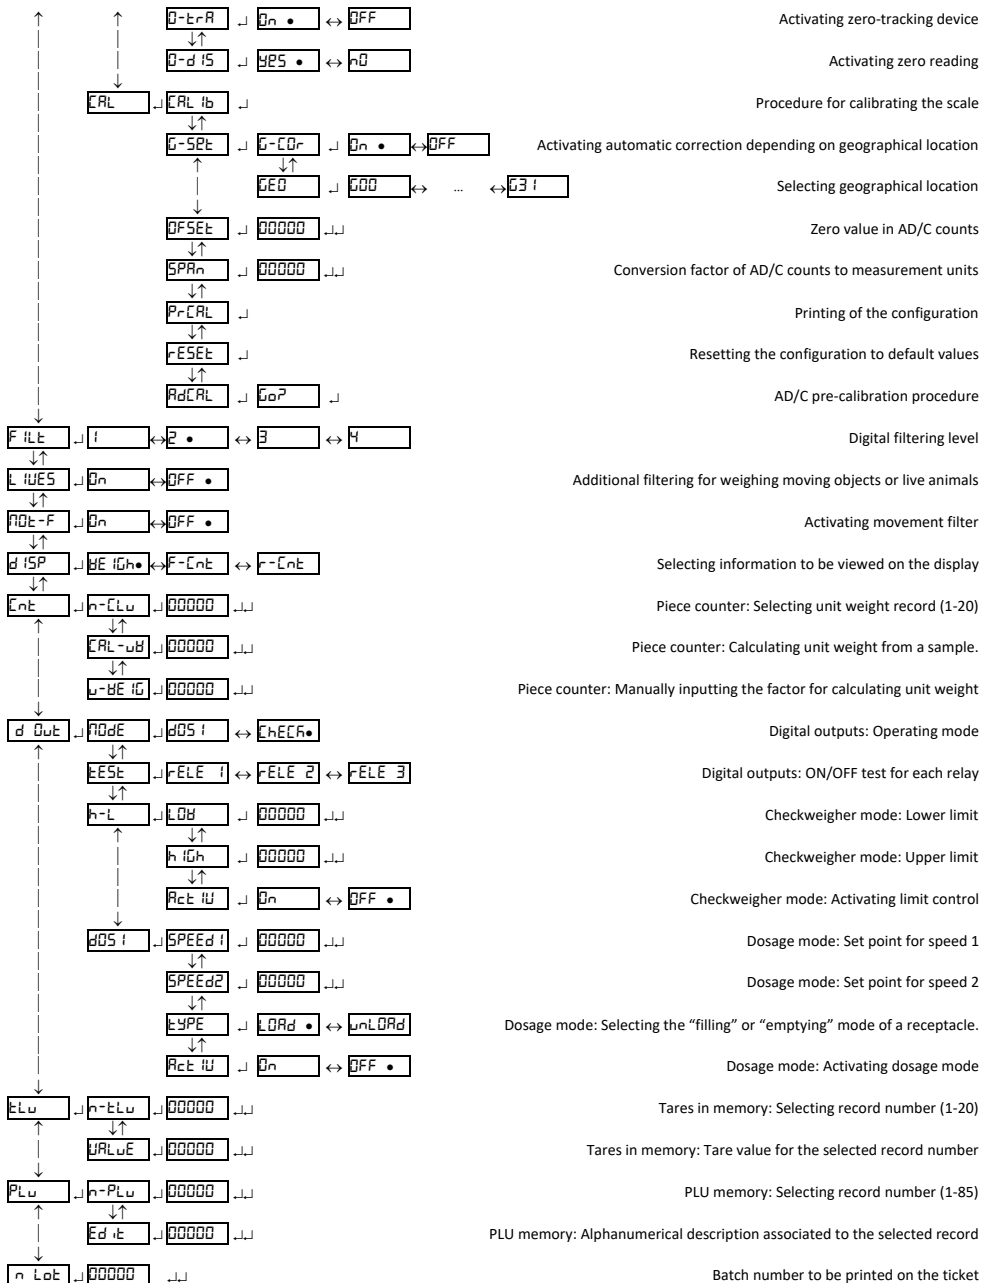 0-trA On • OFF Activating zero-tracking device
0-dIS YES • nO Activating zero reading
CAL CALIb Procedure for calibrating the scale
G-SEt G-COr On • OFF Activating automatic correction depending on geographical location
GEO G00 ... G31 Selecting geographical location
OFSEt 00000 Zero value in AD/C counts
SPAn 00000 Conversion factor of AD/C counts to measurement units
PrCAL Printing of the configuration
rESEt Resetting the configuration to default values
AdCAL Go? AD/C pre-calibration procedure
FILt 1 2 • 3 4 Digital filtering level
LIVES On OFF • Additional filtering for weighing moving objects or live animals
MOt-F On OFF • Activating movement filter
dISP WEIGh• F-Cnt r-Cnt Selecting information to be viewed on the display
Cnt n-CLu 00000 Piece counter: Selecting unit weight record (1-20)
CAL-uW 00000 Piece counter: Calculating unit weight from a sample.
u-WEIG 00000 Piece counter: Manually inputting the factor for calculating unit weight
d Out MOdE dOSI ChECK• Digital outputs: Operating mode
tESt rELE 1 rELE 2 rELE 3 Digital outputs: ON/OFF test for each relay
h-L LOW 00000 Checkweigher mode: Lower limit
hIGh 00000 Checkweigher mode: Upper limit
ActIV On OFF • Checkweigher mode: Activating limit control
dOSI SPEEd1 00000 Dosage mode: Set point for speed 1
SPEEd2 00000 Dosage mode: Set point for speed 2
tYPE LOAd • unLOAd Dosage mode: Selecting the “filling” or “emptying” mode of a receptacle.
ActIV On OFF • Dosage mode: Activating dosage mode
tLu n-tLu 00000 Tares in memory: Selecting record number (1-20)
VALuE 00000 Tares in memory: Tare value for the selected record number
PLu n-PLu 00000 PLU memory: Selecting record number (1-85)
Edit 00000 PLU memory: Alphanumerical description associated to the selected record
n Lot 00000 Batch number to be printed on the ticket